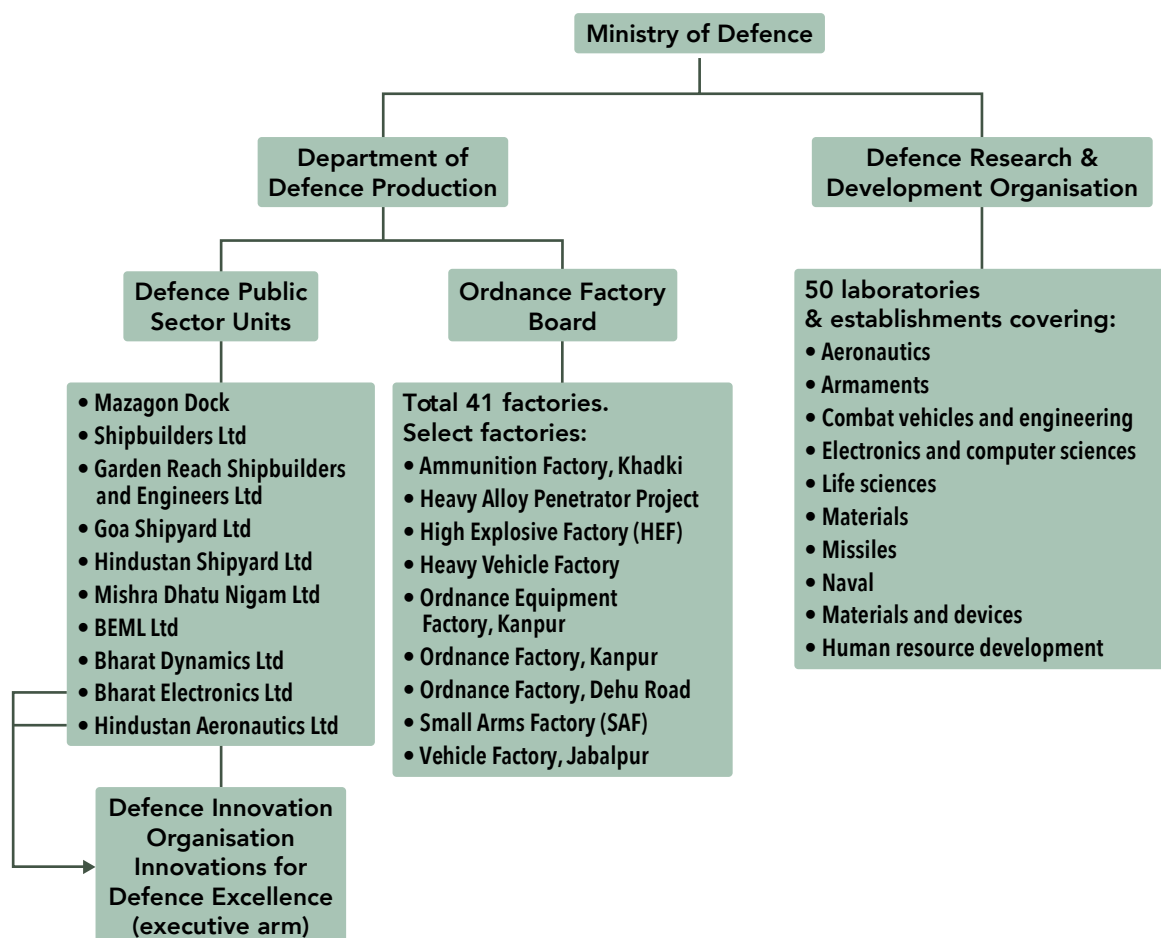 Ministry of Defence
Department of
Defence Production
Defence Research &
Development Organisation
Defence Public
Sector Units
Ordnance Factory
Board
• Mazagon Dock
• Shipbuilders Ltd
• Garden Reach Shipbuilders
and Engineers Ltd
• Goa Shipyard Ltd
• Hindustan Shipyard Ltd
• Mishra Dhatu Nigam Ltd
• BEML Ltd
• Bharat Dynamics Ltd
• Bharat Electronics Ltd
• Hindustan Aeronautics Ltd
Total 41 factories.
Select factories:
• Ammunition Factory, Khadki
• Heavy Alloy Penetrator Project
• High Explosive Factory (HEF)
• Heavy Vehicle Factory
• Ordnance Equipment
Factory, Kanpur
• Ordnance Factory, Kanpur
• Ordnance Factory, Dehu Road
• Small Arms Factory (SAF)
• Vehicle Factory, Jabalpur
50 laboratories
& establishments covering:
• Aeronautics
• Armaments
• Combat vehicles and engineering
• Electronics and computer sciences
• Life sciences
• Materials
• Missiles
• Naval
• Materials and devices
• Human resource development
Defence Innovation
Organisation
Innovations for
Defence Excellence
(executive arm)